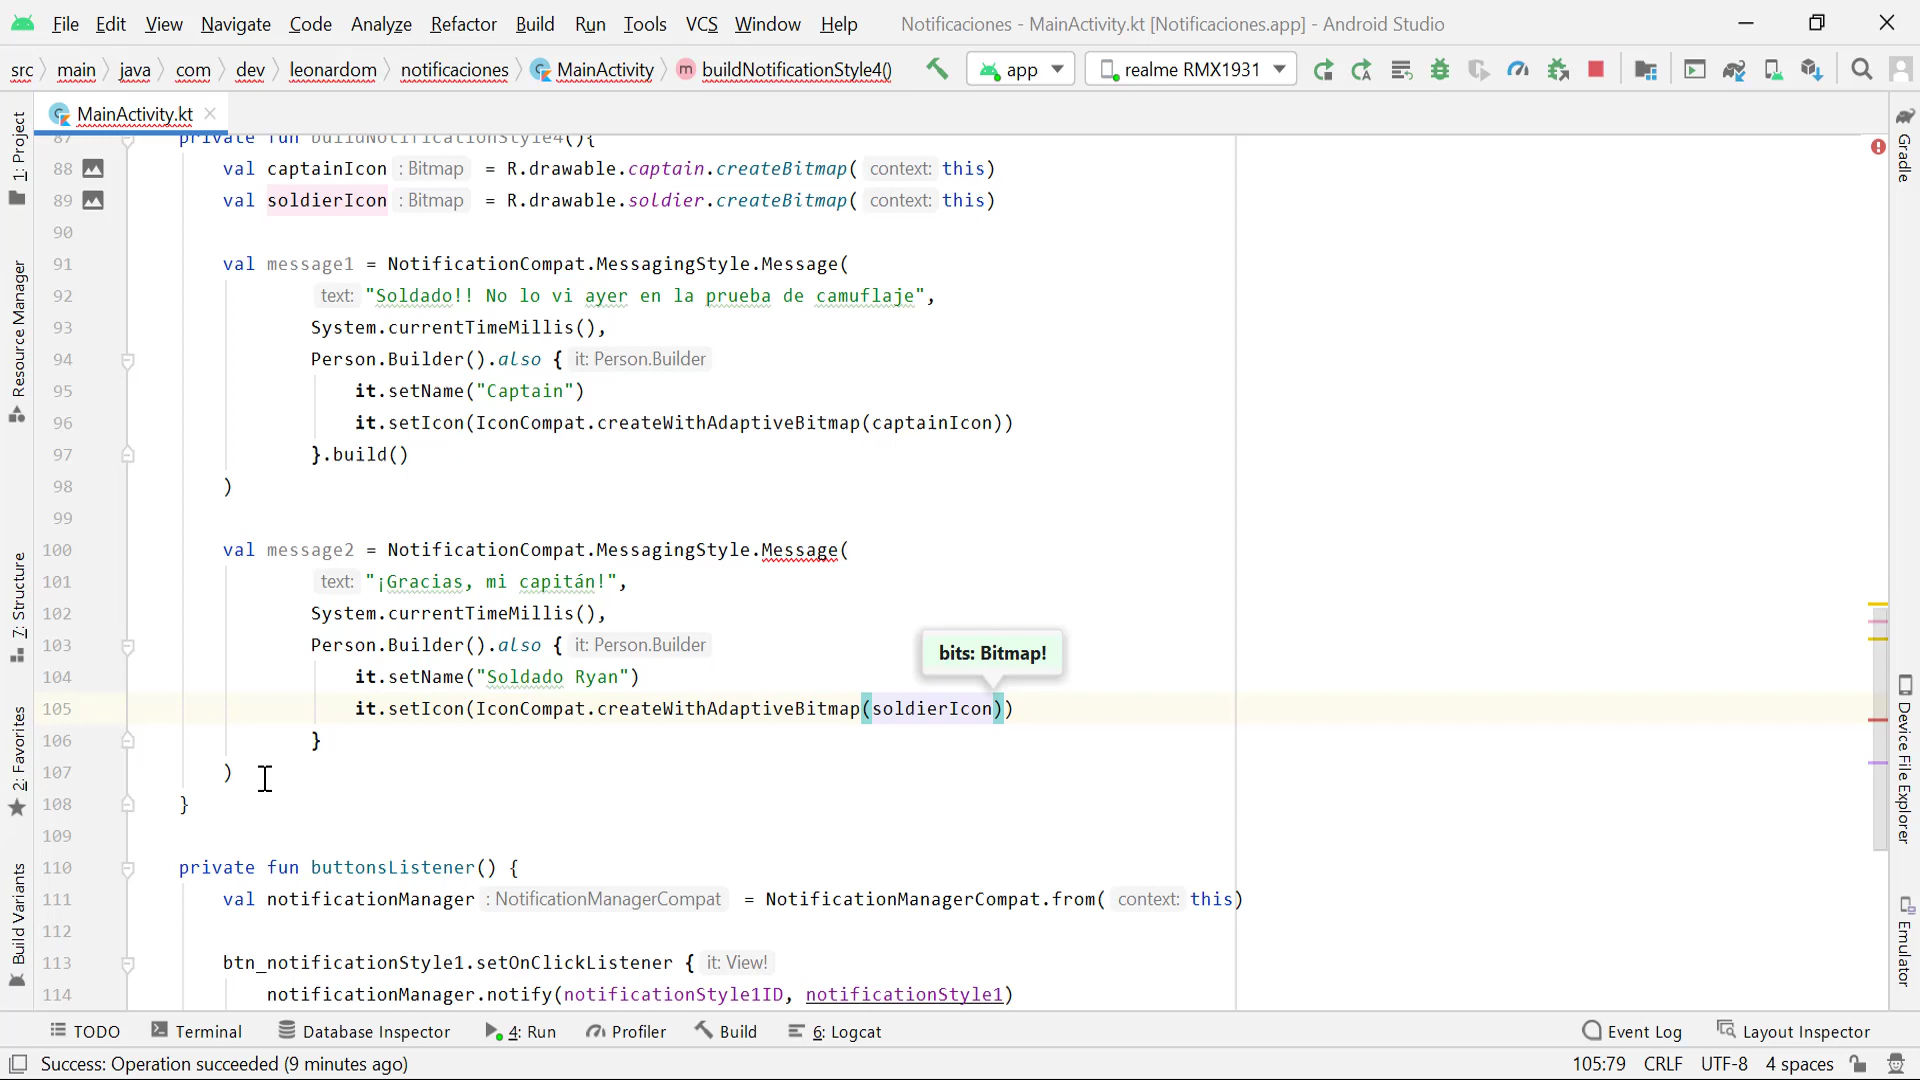 File Edit View Navigate Code Analyze Refactor Build Run Tools VCS Window Help Notificaciones - MainActivity.kt [Notificaciones.app] - Android Studio
src main java com dev leonardom notificaciones MainActivity m buildNotificationStyle4() app realme RMX1931
MainActivity.kt
87 private fun buildNotificationStyle4(){
88 val captainIcon : Bitmap = R.drawable.captain.createBitmap( context: this)
89 val soldierIcon : Bitmap = R.drawable.soldier.createBitmap( context: this)
90
91 val message1 = NotificationCompat.MessagingStyle.Message(
92 text: "Soldado!! No lo vi ayer en la prueba de camuflaje",
93 System.currentTimeMillis(),
94 Person.Builder().also { it: Person.Builder
95 it.setName("Captain")
96 it.setIcon(IconCompat.createWithAdaptiveBitmap(captainIcon))
97 }.build()
98 )
99
100 val message2 = NotificationCompat.MessagingStyle.Message(
101 text: "¡Gracias, mi capitán!",
102 System.currentTimeMillis(),
103 Person.Builder().also { it: Person.Builder
bits: Bitmap!
104 it.setName("Soldado Ryan")
105 it.setIcon(IconCompat.createWithAdaptiveBitmap(soldierIcon))
106 }
107 )
108 }
109
110 private fun buttonsListener() {
111 val notificationManager : NotificationManagerCompat = NotificationManagerCompat.from( context: this)
112
113 btn_notificationStyle1.setOnClickListener { it: View!
114 notificationManager.notify(notificationStyle1ID, notificationStyle1)
1: Project
Resource Manager
7: Structure
2: Favorites
Build Variants
Gradle
Device File Explorer
Emulator
TODO Terminal Database Inspector 4: Run Profiler Build 6: Logcat Event Log Layout Inspector
Success: Operation succeeded (9 minutes ago) 105:79 CRLF UTF-8 4 spaces